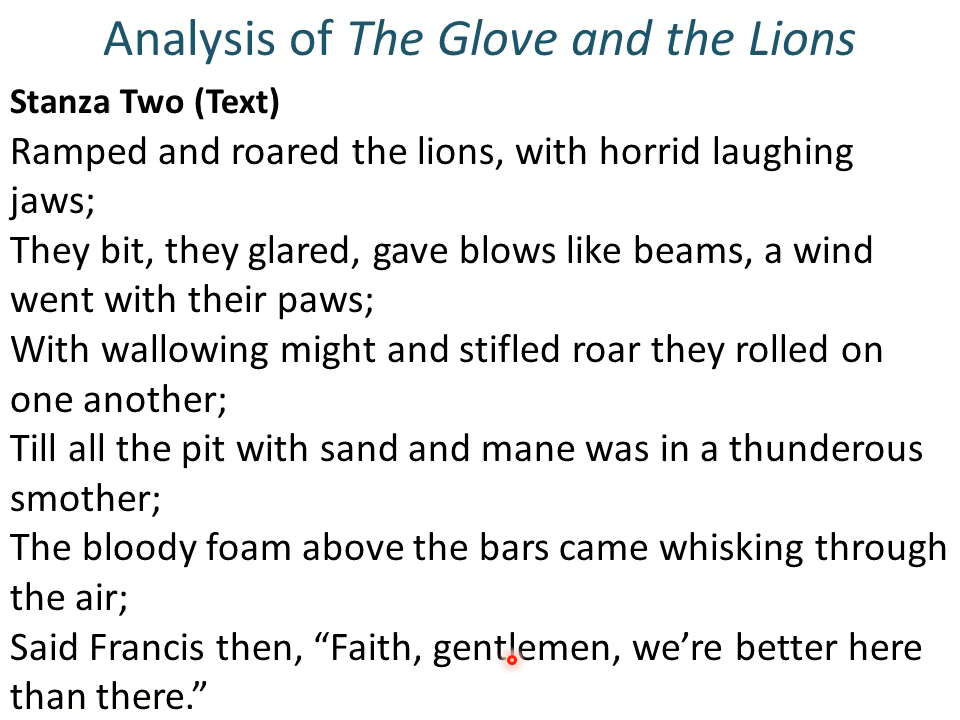 Analysis of The Glove and the Lions
Stanza Two (Text)
Ramped and roared the lions, with horrid laughing
jaws;
They bit, they glared, gave blows like beams, a wind
went with their paws;
With wallowing might and stifled roar they rolled on
one another;
Till all the pit with sand and mane was in a thunderous
smother;
The bloody foam above the bars came whisking through
the air;
Said Francis then, “Faith, gentlemen, we’re better here
than there.”